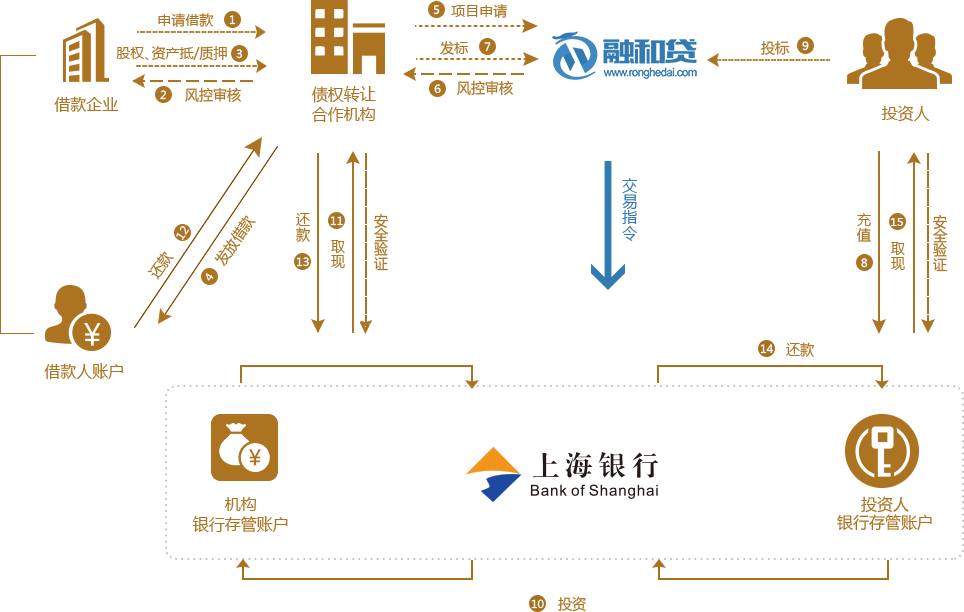 申请借款 1
股权、资产抵/质押 3
2 风控审核
借款企业
债权转让
合作机构
5 项目申请
发标 7
6 风控审核
融和贷
www.ronghedai.com
投标 9
投资人
还款 12
4 发放借款
还款 13
11 取现
安全验证
交易指令
充值 8
15 取现
安全验证
¥
借款人账户
14 还款
¥
机构
银行存管账户
上海银行
Bank of Shanghai
投资人
银行存管账户
10 投资